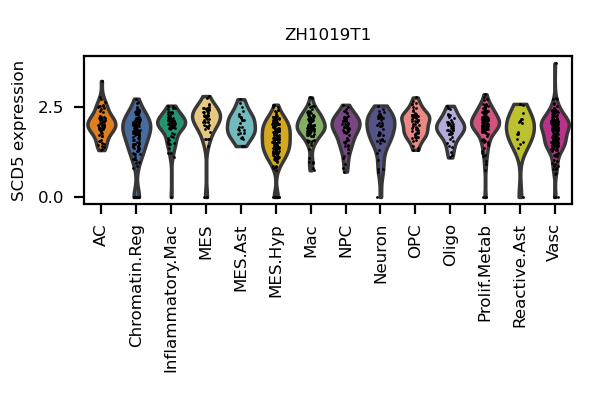 ZH1019T1
SCD5 expression
2.5
0.0
AC
Chromatin.Reg
Inflammatory.Mac
MES
MES.Ast
MES.Hyp
Mac
NPC
Neuron
OPC
Oligo
Prolif.Metab
Reactive.Ast
Vasc